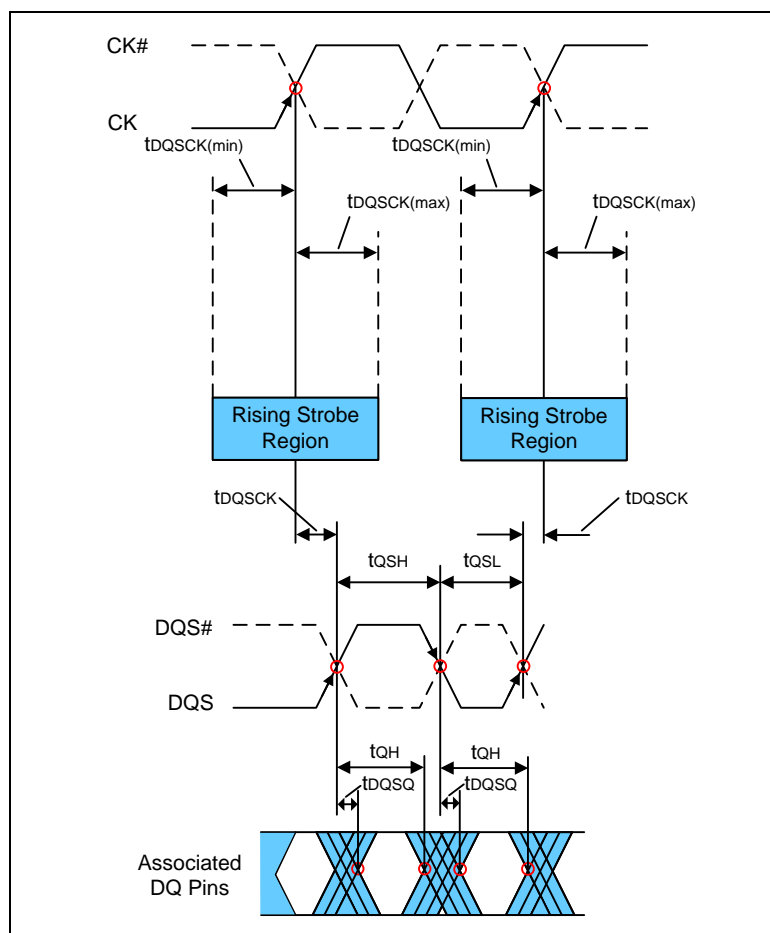 CK#
CK
tDQSCK(min)
tDQSCK(min)
tDQSCK(max)
tDQSCK(max)
Rising Strobe
Region
Rising Strobe
Region
tDQSCK
tDQSCK
tQSH
tQSL
DQS#
DQS
tQH
tQH
tDQSQ
tDQSQ
Associated
DQ Pins